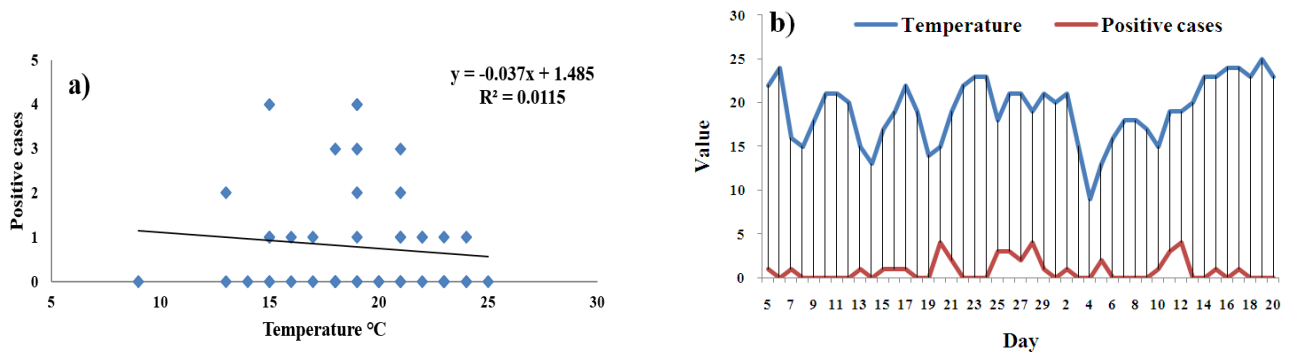 a)
y = -0.037x + 1.485
R² = 0.0115
Positive cases
5
4
3
2
1
0
5 10 15 20 25 30
Temperature °C
b)
Temperature Positive cases
Value
30
25
20
15
10
5
0
5 7 9 11 13 15 17 19 21 23 25 27 29 31 2 4 6 8 10 12 14 16 18 20
Day